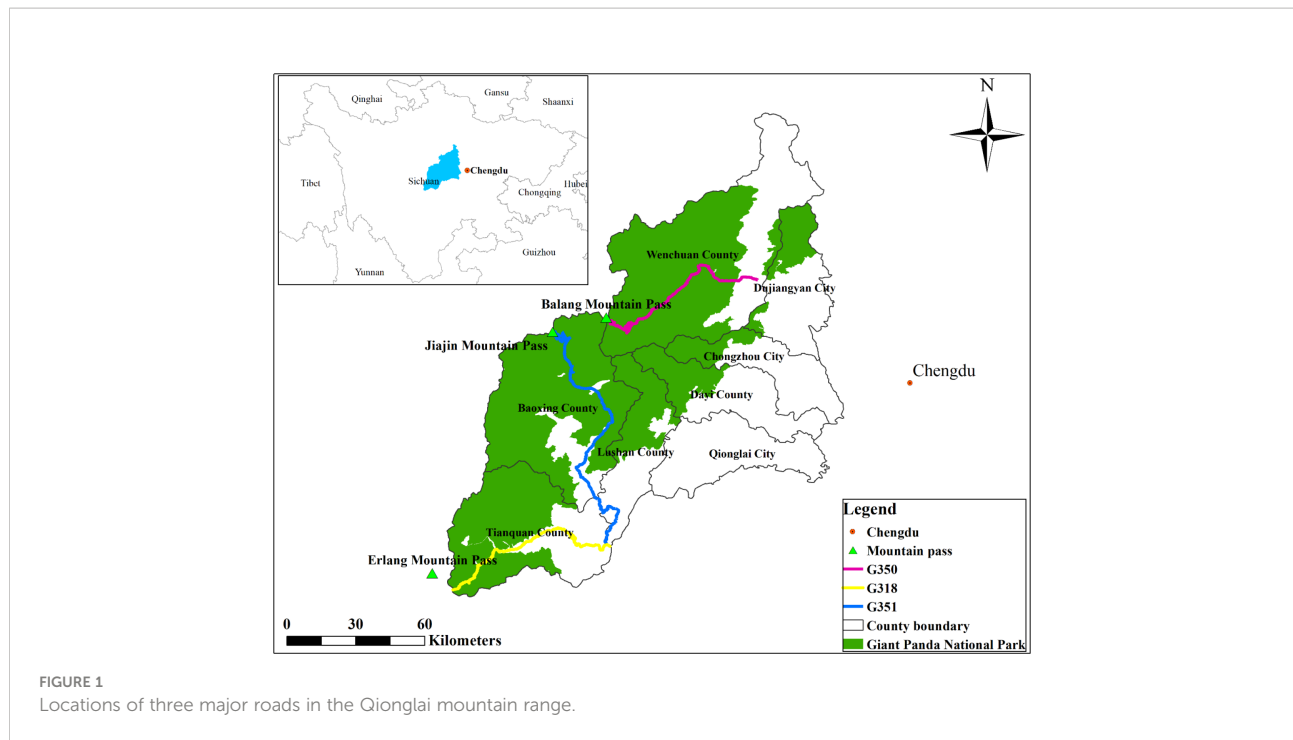 Qinghai
Gansu
Shaanxi
Tibet
Sichuan
Chengdu
Chongqing
Hubei
Guizhou
Yunnan
N
Wenchuan County
Dujiangyan City
Balang Mountain Pass
Jiajin Mountain Pass
Chongzhou City
Chengdu
Dayi County
Baoxing County
Lushan County
Qionglai City
Tianquan County
Erlang Mountain Pass
Legend
Chengdu
Mountain pass
G350
G318
G351
County boundary
Giant Panda National Park
0 30 60
Kilometers
FIGURE 1
Locations of three major roads in the Qionglai mountain range.